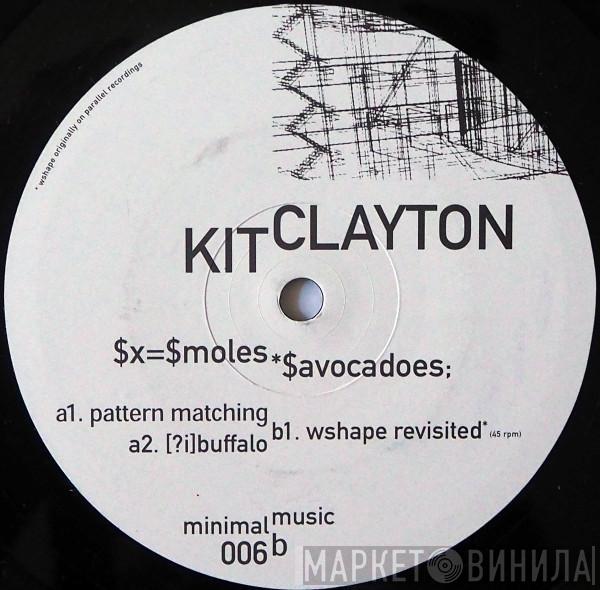 * wshape originally on parallel recordings
KIT CLAYTON
$x=$moles*$avocadoes;
a1. pattern matching
a2. [?i]buffalo
b1. wshape revisited* (45 rpm)
minimal music
006 b
МАРКЕТ ВИНИЛА